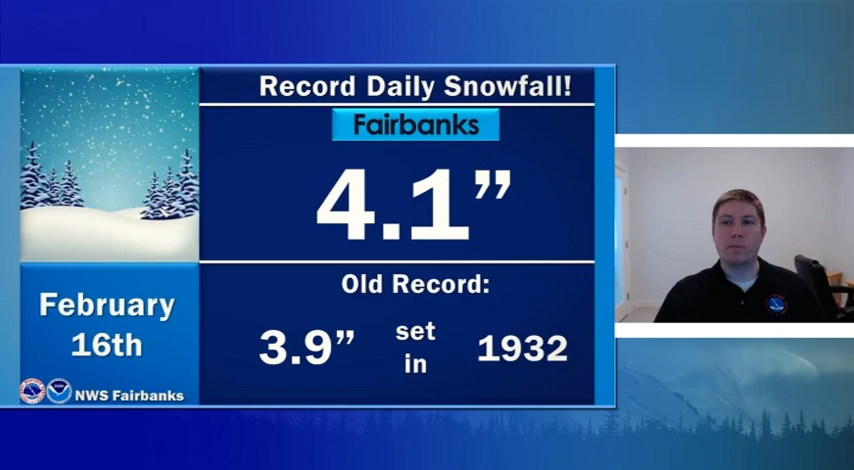 Record Daily Snowfall!
Fairbanks
4.1”
February
16th
Old Record:
3.9” set in 1932
NWS Fairbanks